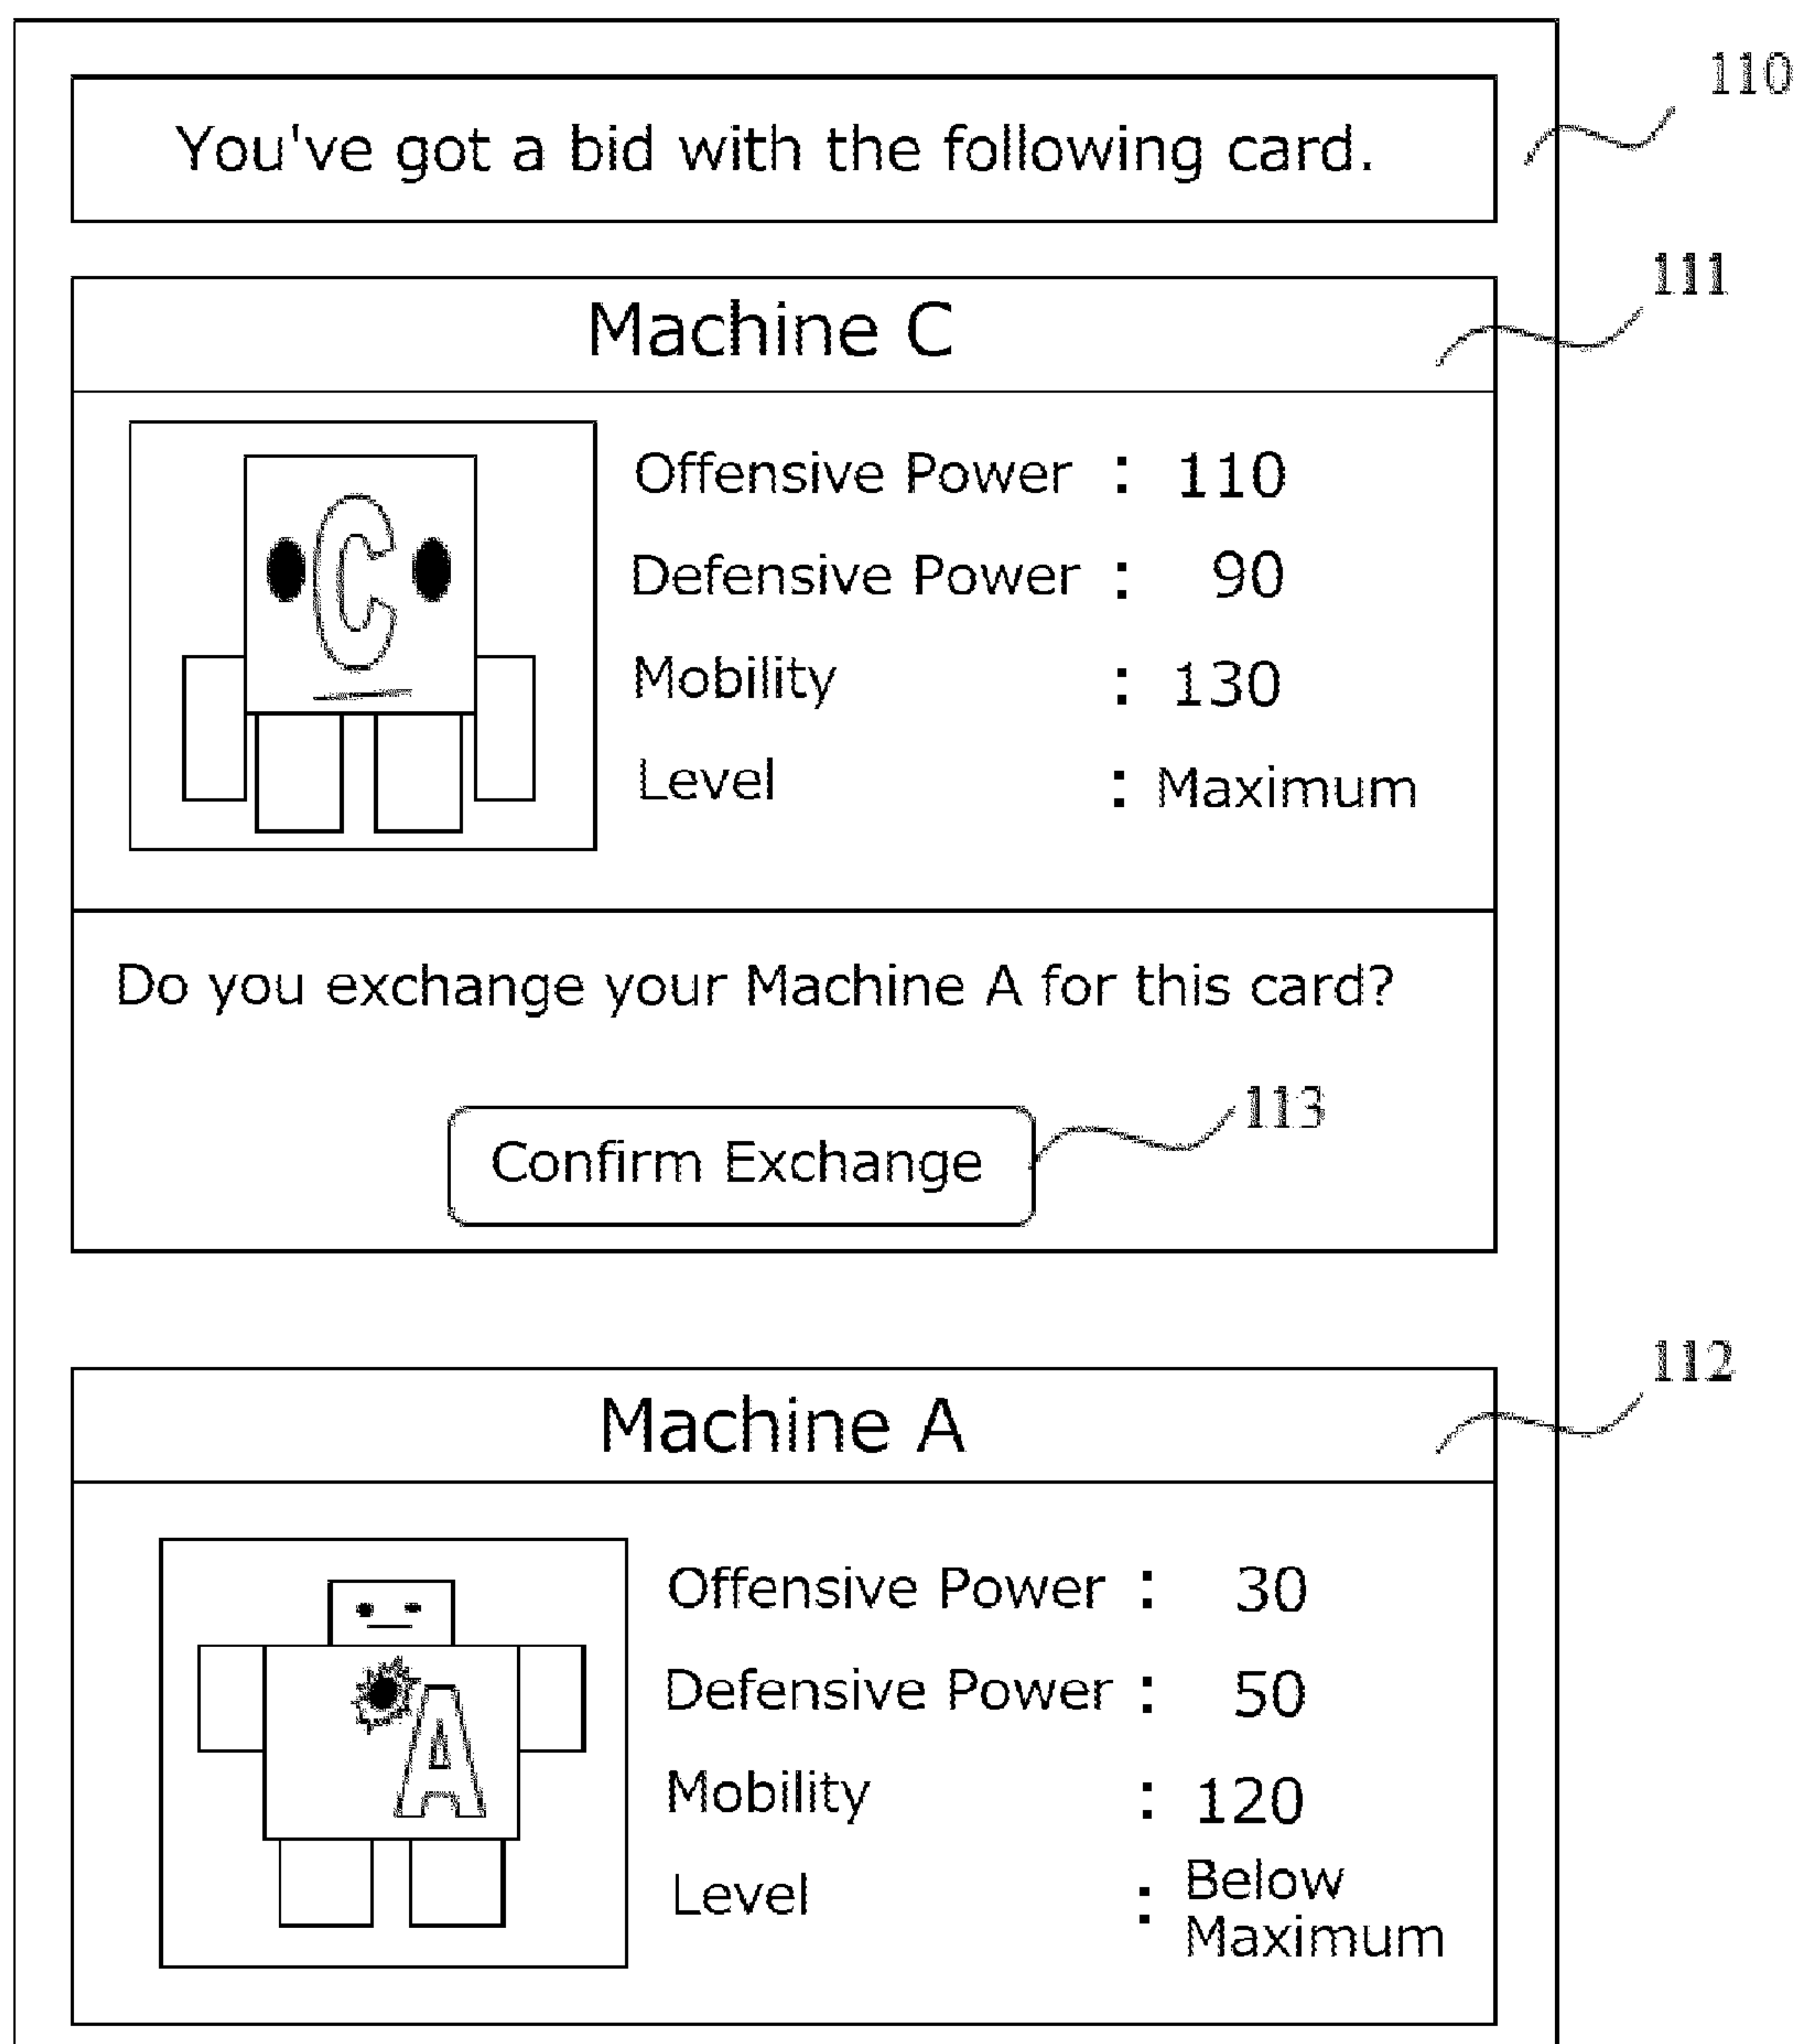 You've got a bid with the following card.
110
Machine C
111
Offensive Power : 110
Defensive Power : 90
Mobility : 130
Level : Maximum
C
Do you exchange your Machine A for this card?
Confirm Exchange
113
Machine A
112
Offensive Power : 30
Defensive Power : 50
Mobility : 120
Level : Below
Maximum
A